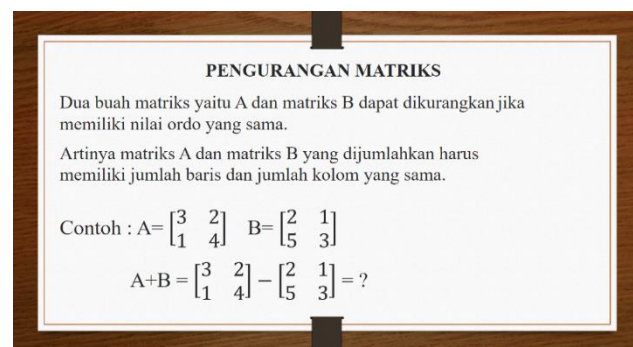 PENGURANGAN MATRIKS
Dua buah matriks yaitu A dan matriks B dapat dikurangkan jika
memiliki nilai ordo yang sama.
Artinya matriks A dan matriks B yang dijumlahkan harus
memiliki jumlah baris dan jumlah kolom yang sama.
Contoh : A= [3 2; 1 4] B= [2 1; 5 3]
A+B = [3 2; 1 4] − [2 1; 5 3] = ?